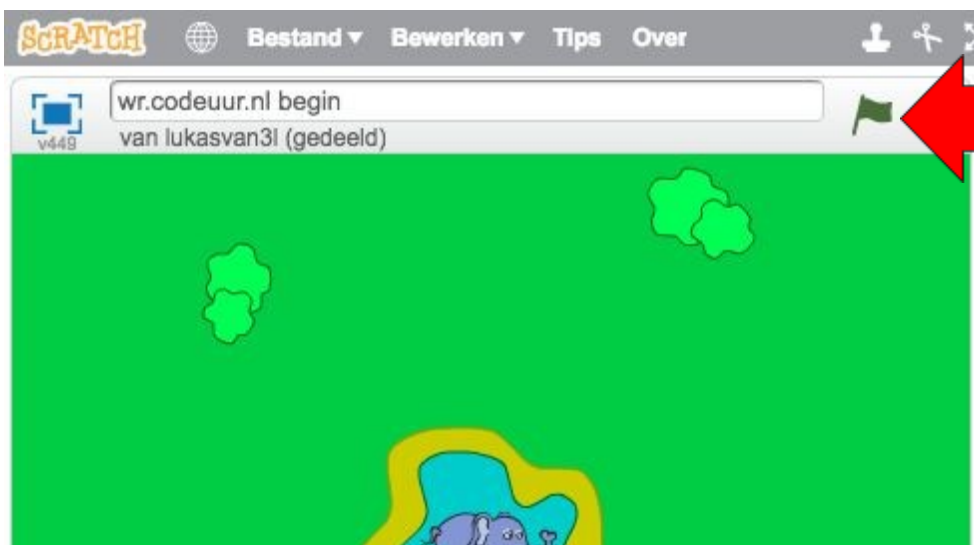 SCRATCH Bestand Bewerken Tips Over
wr.codeuur.nl begin
v449 van lukasvan3l (gedeeld)